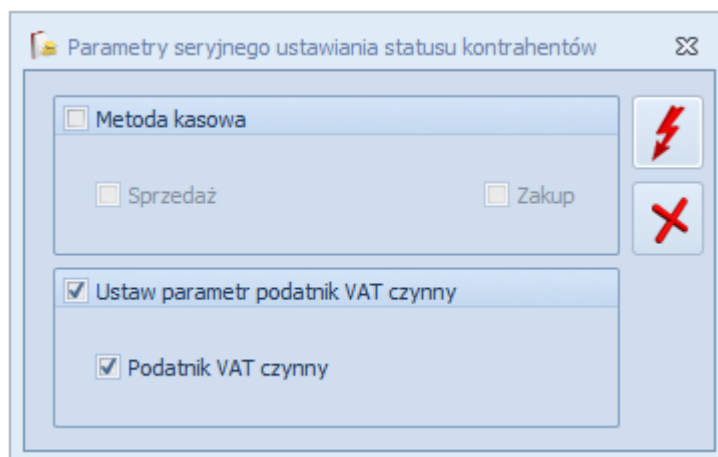 Parametry seryjnego ustawiania statusu kontrahentów
Metoda kasowa
Sprzedaż Zakup
Ustaw parametr podatnik VAT czynny
Podatnik VAT czynny